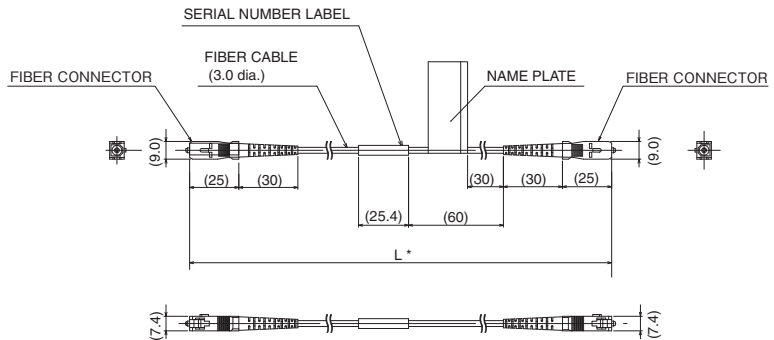 SERIAL NUMBER LABEL
FIBER CABLE
(3.0 dia.)
NAME PLATE
FIBER CONNECTOR
FIBER CONNECTOR
(9.0)
(9.0)
(25)
(30)
(30)
(30)
(25)
(25.4)
(60)
L *
(7.4)
(7.4)